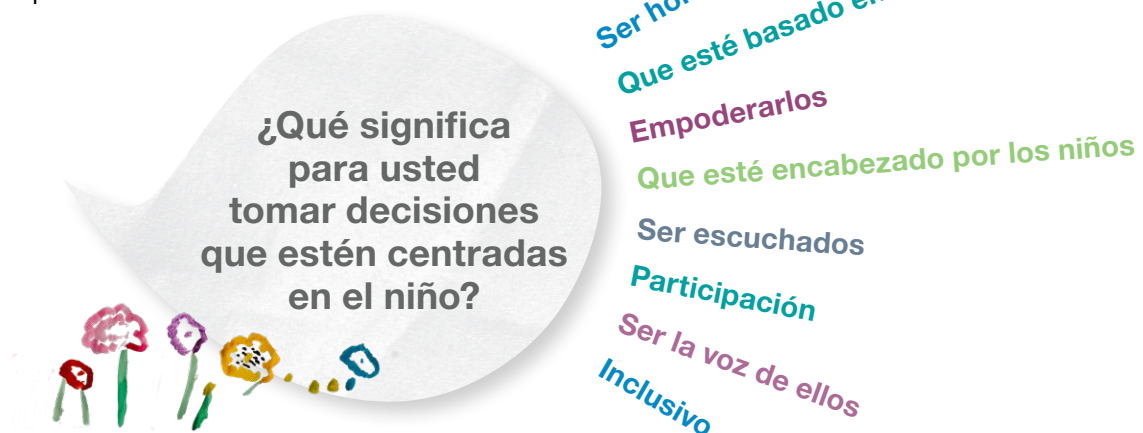 ¿Qué significa
para usted
tomar decisiones
que estén centradas
en el niño?
Ser
Que esté basado
Empoderarlos
Que esté encabezado por los niños
Ser escuchados
Participación
Ser la voz de ellos
Inclusivo